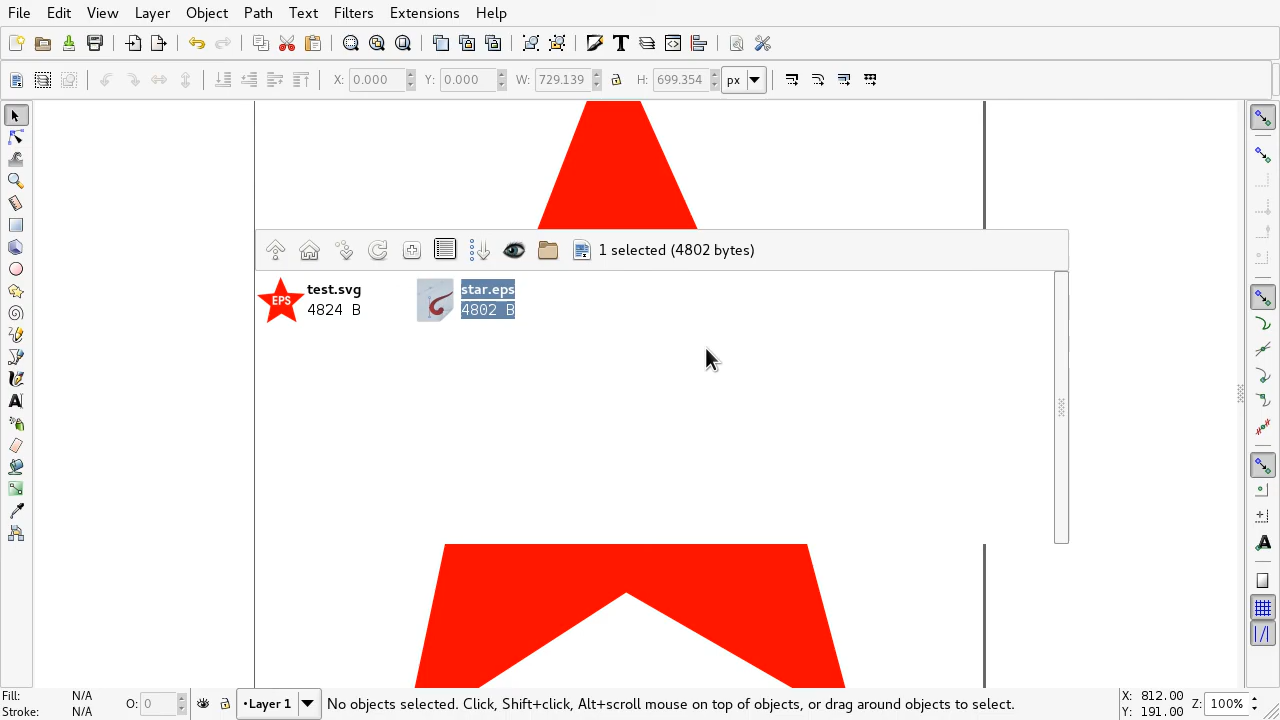 File Edit View Layer Object Path Text Filters Extensions Help
X: 0.000 Y: 0.000 W: 729.139 H: 699.354 px
1 selected (4802 bytes)
EPS test.svg star.eps
4824 B 4802 B
Fill: N/A O: 0 •Layer 1 No objects selected. Click, Shift+click, Alt+scroll mouse on top of objects, or drag around objects to select. X: 812.00 Z: 100%
Stroke: N/A Y: 191.00